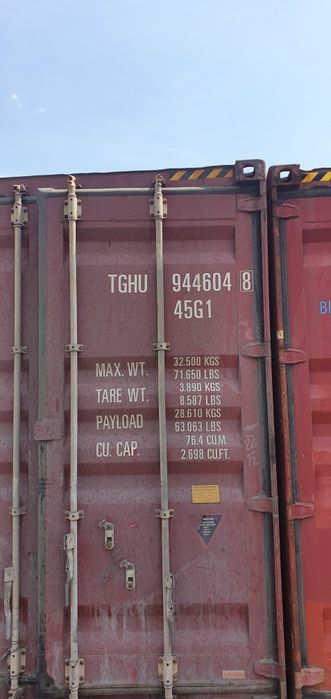 TGHU 944604 8
45G1
MAX. WT. 32.500 KGS
71.650 LBS
TARE WT. 3.890 KGS
8.587 LBS
PAYLOAD 28.610 KGS
63.063 LBS
CU. CAP. 76.4 CU.M.
2.698 CU.FT.